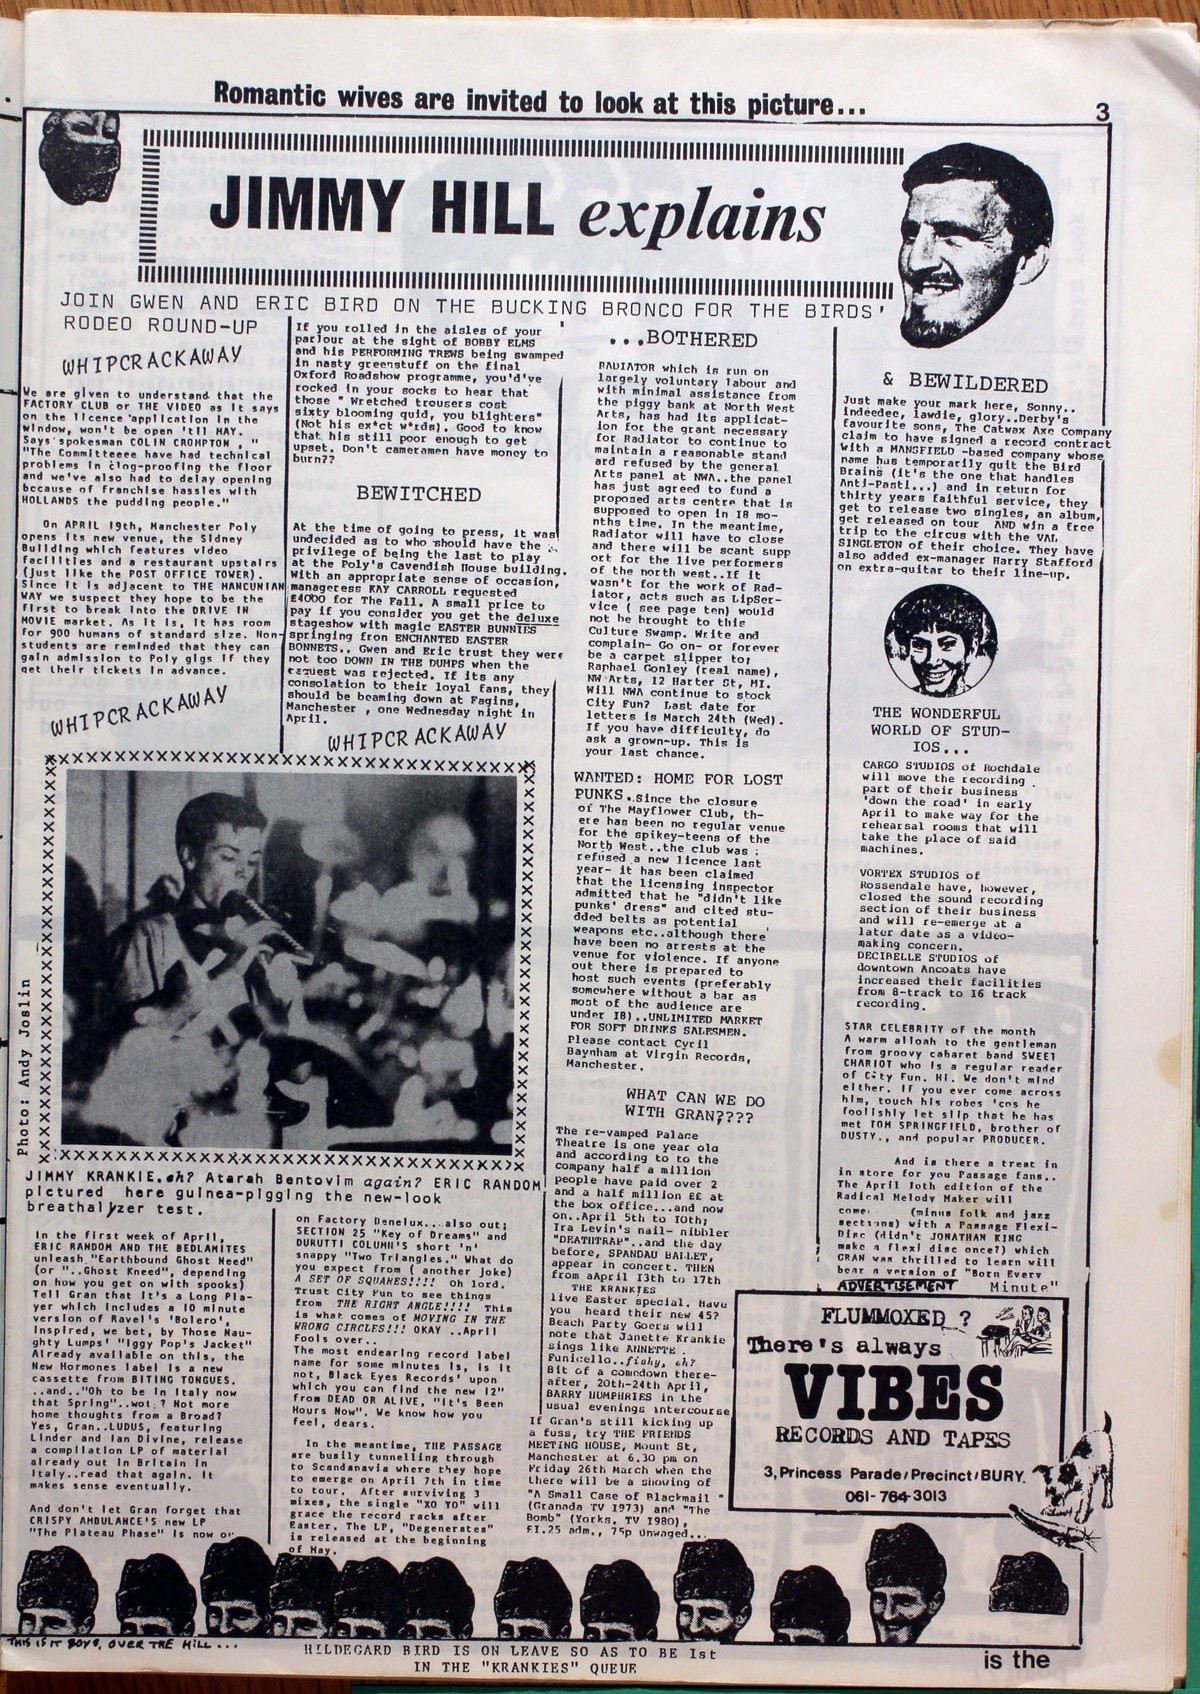 Romantic wives are invited to look at this picture...
3
JIMMY HILL explains
JOIN GWEN AND ERIC BIRD ON THE BUCKING BRONCO FOR THE BIRDS'
RODEO ROUND-UP
WHIPCRACKAWAY
We are given to understand that the
FACTORY CLUB or THE VIDEO as it says
on the licence application in the
window, won't be open 'til MAY.
Says spokesman COLIN CROMPTON , "
"The Committeeee have had technical
problems in clog-proofing the floor
and we've also had to delay opening
because of franchise hassles with
HOLLANDS the pudding people."
On APRIL 19th, Manchester Poly
opens its new venue, the Sidney
Building which features video
facilities and a restaurant upstairs
(just like the POST OFFICE TOWER).
Since it is adjacent to THE MANCUNIAN
WAY we suspect they hope to be the
first to break into the DRIVE IN
MOVIE market. As it is, it has room
for 900 humans of standard size. Non-
students are reminded that they can
gain admission to Poly gigs if they
get their tickets in advance.
WHIPCRACKAWAY
If you rolled in the aisles of your
parlour at the sight of BOBBY ELMS
and his PERFORMING TREWS being swamped
in nasty greenstuff on the final
Oxford Roadshow programme, you'd've
rocked in your socks to hear that
those " Wretched trousers cost
sixty blooming quid, you blighters"
(Not his ex*ct w*rds). Good to know
that his still poor enough to get
upset. Don't cameramen have money to
burn??
BEWITCHED
At the time of going to press, it was
undecided as to who should have the
privilege of being the last to play
at the Poly's Cavendish House building.
With an appropriate sense of occasion,
manageress KAY CARROLL requested
£4000 for The Fall. A small price to
pay if you consider you get the deluxe
stageshow with magic EASTER BUNNIES
springing fron ENCHANTED EASTER
BONNETS.. Gwen and Eric trust they were
not too DOWN IN THE DUMPS when the
request was rejected. If its any
consolation to their loyal fans, they
should be beaming down at Fagins,
Manchester , one Wednesday night in
April.
WHIPCRACKAWAY
Photo: Andy Joslin
JIMMY KRANKIE.eh? Atarah Bentovim again? ERIC RANDOM
pictured here guinea-pigging the new-look
breathalyzer test.
In the first week of April,
ERIC RANDOM AND THE BEDLAMITES
unleash "Earthbound Ghost Need"
(or "..Ghost Kneed", depending
on how you get on with spooks)
Tell Gran that It's a Long Pla-
yer which includes a 10 minute
version of Ravel's 'Bolero',
inspired, we bet, by Those Nau-
ghty Lumps' "Iggy Pop's Jacket"
Already available on this, the
New Hormones label is a new
cassette from BITING TONGUES.
..and.."Oh to be in Italy now
that Spring"..wot ? Not more
home thoughts from a Broad?
Yes, Gran..LUDUS, featuring
Linder and Ian Divine, release
a compilation LP of material
already out in Britain in
Italy..read that again. It
makes sense eventually.
And don't let Gran forget that
CRISPY AMBULANCE's new LP
"The Plateau Phase" is now
on Factory Benelux...also out;
SECTION 25 "Key of Dreams" and
DURUTTI COLUMN'S short 'n'
snappy "Two Triangles." What do
you expect from ( another joke)
A SET OF SQUARES!!!! Oh lord.
Trust City Fun to see things
from THE RIGHT ANGLE!!!! This
is what comes of MOVING IN THE
WRONG CIRCLES!!! OKAY ..April
Fools over..
The most endearing record label
name for some minutes is, is it
not, Black Eyes Records' upon
which you can find the new 12"
from DEAD OR ALIVE, "It's Been
Hours Now". We know how you
feel, dears.
In the meantime, THE PASSAGE
are busily tunnelling through
to Scandanavia where they hope
to emerge on April 7th in time
to tour. After surviving 3
mixes, the single "XO YO" will
grace the record racks after
Easter. The LP, "Degenerates"
is released at the beginning
of May.
...BOTHERED
RADIATOR which is run on
largely voluntary labour and
with minimal assistance from
the piggy bank at North West
Arts, has had its applicat-
ion for the grant necessary
for Radiator to continue to
maintain a reasonable stand
ard refused by the general
Arts panel at NWA..the panel
has just agreed to fund a
proposed arts centre that is
supposed to open in 18 mo-
nths time. In the meantime,
Radiator will have to close
and there will be scant supp
ort for the live performers
of the north west..If it
wasn't for the work of Rad-
iator, acts such as LipSer-
vice ( see page ten) would
not be brought to this
Culture Swamp. Write and
complain- Go on- or forever
be a carpet slipper to;
Raphael Gonley (real name),
NW Arts, 12 Harter St, MI.
Will NWA continue to stock
City Fun? Last date for
letters is March 24th (Wed).
If you have difficulty, do
ask a grown-up. This is
your last chance.
WANTED: HOME FOR LOST
PUNKS.Since the closure
of The Mayflower Club, th-
ere has been no regular venue
for the spikey-teens of the
North West..the club was
refused a new licence last
year- it has been claimed
that the licensing inspector
admitted that he "didn't like
punks' dress" and cited stu-
dded belts as potential
weapons etc..although there
have been no arrests at the
venue for violence. If anyone
out there is prepared to
host such events (preferably
somewhere without a bar as
most of the audience are
under 18)..UNLIMITED MARKET
FOR SOFT DRINKS SALESMEN.
Please contact Cyril
Baynham at Virgin Records,
Manchester.
WHAT CAN WE DO
WITH GRAN????
The re-vamped Palace
Theatre is one year old
and according to to the
company half a million
people have paid over 2
and a half million ££ at
the box office...and now
on..April 5th to 10th;
Ira Levin's nail- nibbler
"DEATHTRAP"..and the day
before, SPANDAU BALLET,
appear in concert. THEN
from aApril 13th to 17th
THE KRANKIES
live Easter special. Have
you heard their new 45?
Beach Party Goers will
note that Janette Krankie
sings like ANNETTE
Funicello..fishy, eh?
Bit of a comedown there-
after, 20th-24th April,
BARRY HUMPHRIES in the
usual evenings intercourse
If Gran's still kicking up
a fuss, try THE FRIENDS
MEETING HOUSE, Mount St,
Manchester at 6.30 pm on
Friday 26th March when the
there will be a showing of
"A Small Case of Blackmail "
(Granada TV 1973) and "The
Bomb" (Yorks. TV 1980),
£1.25 adm., 75p Unwaged...
& BEWILDERED
Just make your mark here, Sonny..
indeedee, lawdie, glory..Derby's
favourite sons, The Catwax Axe Company
claim to have signed a record contract
with a MANSFIELD -based company whose
name has temporarily quit the Bird
Brains (it's the one that handles
Anti-Pasti...) and in return for
thirty years faithful service, they
get to release two singles, an album,
get released on tour AND win a free
trip to the circus with the VAL
SINGLETON of their choice. They have
also added ex-manager Harry Stafford
on extra-guitar to their line-up.
THE WONDERFUL
WORLD OF STUD-
IOS...
CARGO STUDIOS of Rochdale
will move the recording
part of their business
'down the road' in early
April to make way for the
rehearsal rooms that will
take the place of said
machines.
VORTEX STUDIOS of
Rossendale have, however,
closed the sound recording
section of their business
and will re-emerge at a
later date as a video-
making concern.
DECIBELLE STUDIOS of
downtown Ancoats have
increased their facilities
from 8-track to 16 track
recording.
STAR CELEBRITY of the month
A warm alloah to the gentleman
from groovy cabaret band SWEET
CHARIOT who is a regular reader
of City Fun. Hi. We don't mind
either. If you ever come across
him, touch his robes 'cos he
foolishly let slip that he has
met TOM SPRINGFIELD, brother of
DUSTY., and popular PRODUCER.
And is there a treat in
in store for you Passage fans..
The April 10th edition of the
Radical Melody Maker will
come. (minus folk and jazz
sections) with a Passage Flexi-
Disc (didn't JONATHAN KING
make a flexi disc once?) which
GRAN was thrilled to learn will
bear a version of "Born Every
Minute"
ADVERTISEMENT
FLUMMOXED ?
There's always
VIBES
RECORDS AND TAPES
3, Princess Parade/Precinct/BURY.
061-764-3013
THIS IS IT BOYS, OVER THE HILL...
HILDEGARD BIRD IS ON LEAVE SO AS TO BE 1st
IN THE "KRANKIES" QUEUE
is the